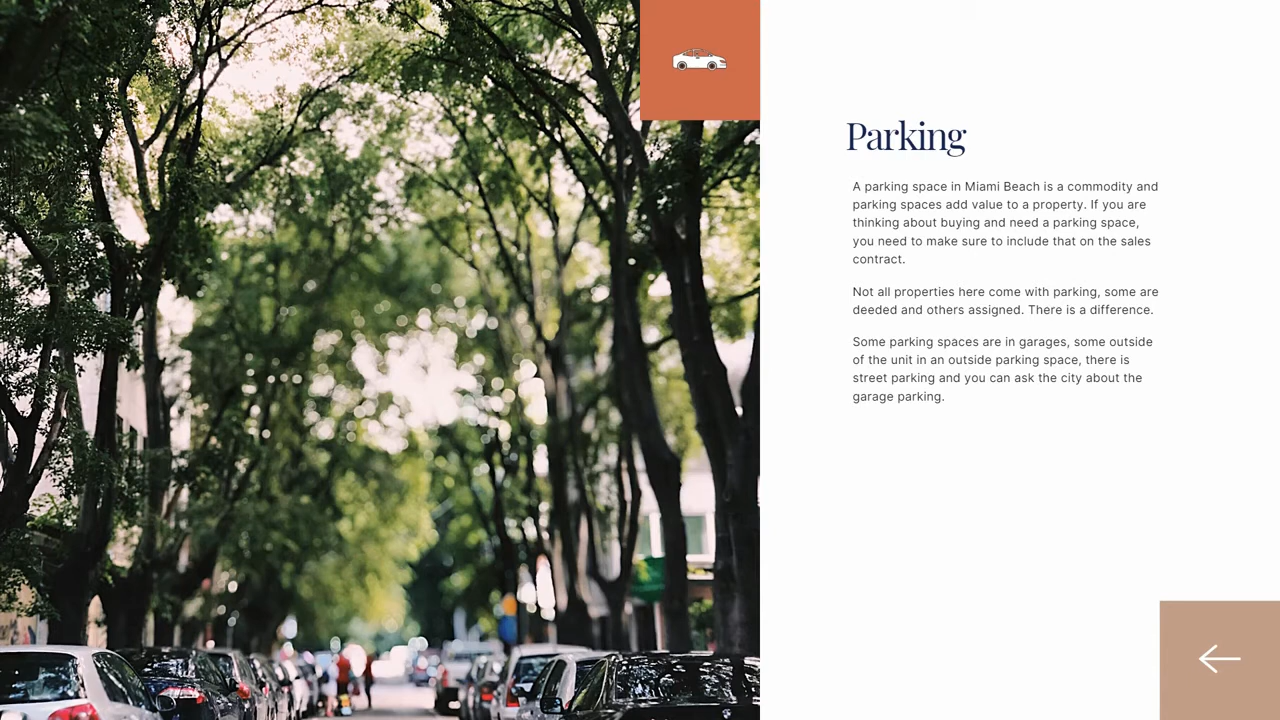 Parking
A parking space in Miami Beach is a commodity and
parking spaces add value to a property. If you are
thinking about buying and need a parking space,
you need to make sure to include that on the sales
contract.
Not all properties here come with parking, some are
deeded and others assigned. There is a difference.
Some parking spaces are in garages, some outside
of the unit in an outside parking space, there is
street parking and you can ask the city about the
garage parking.